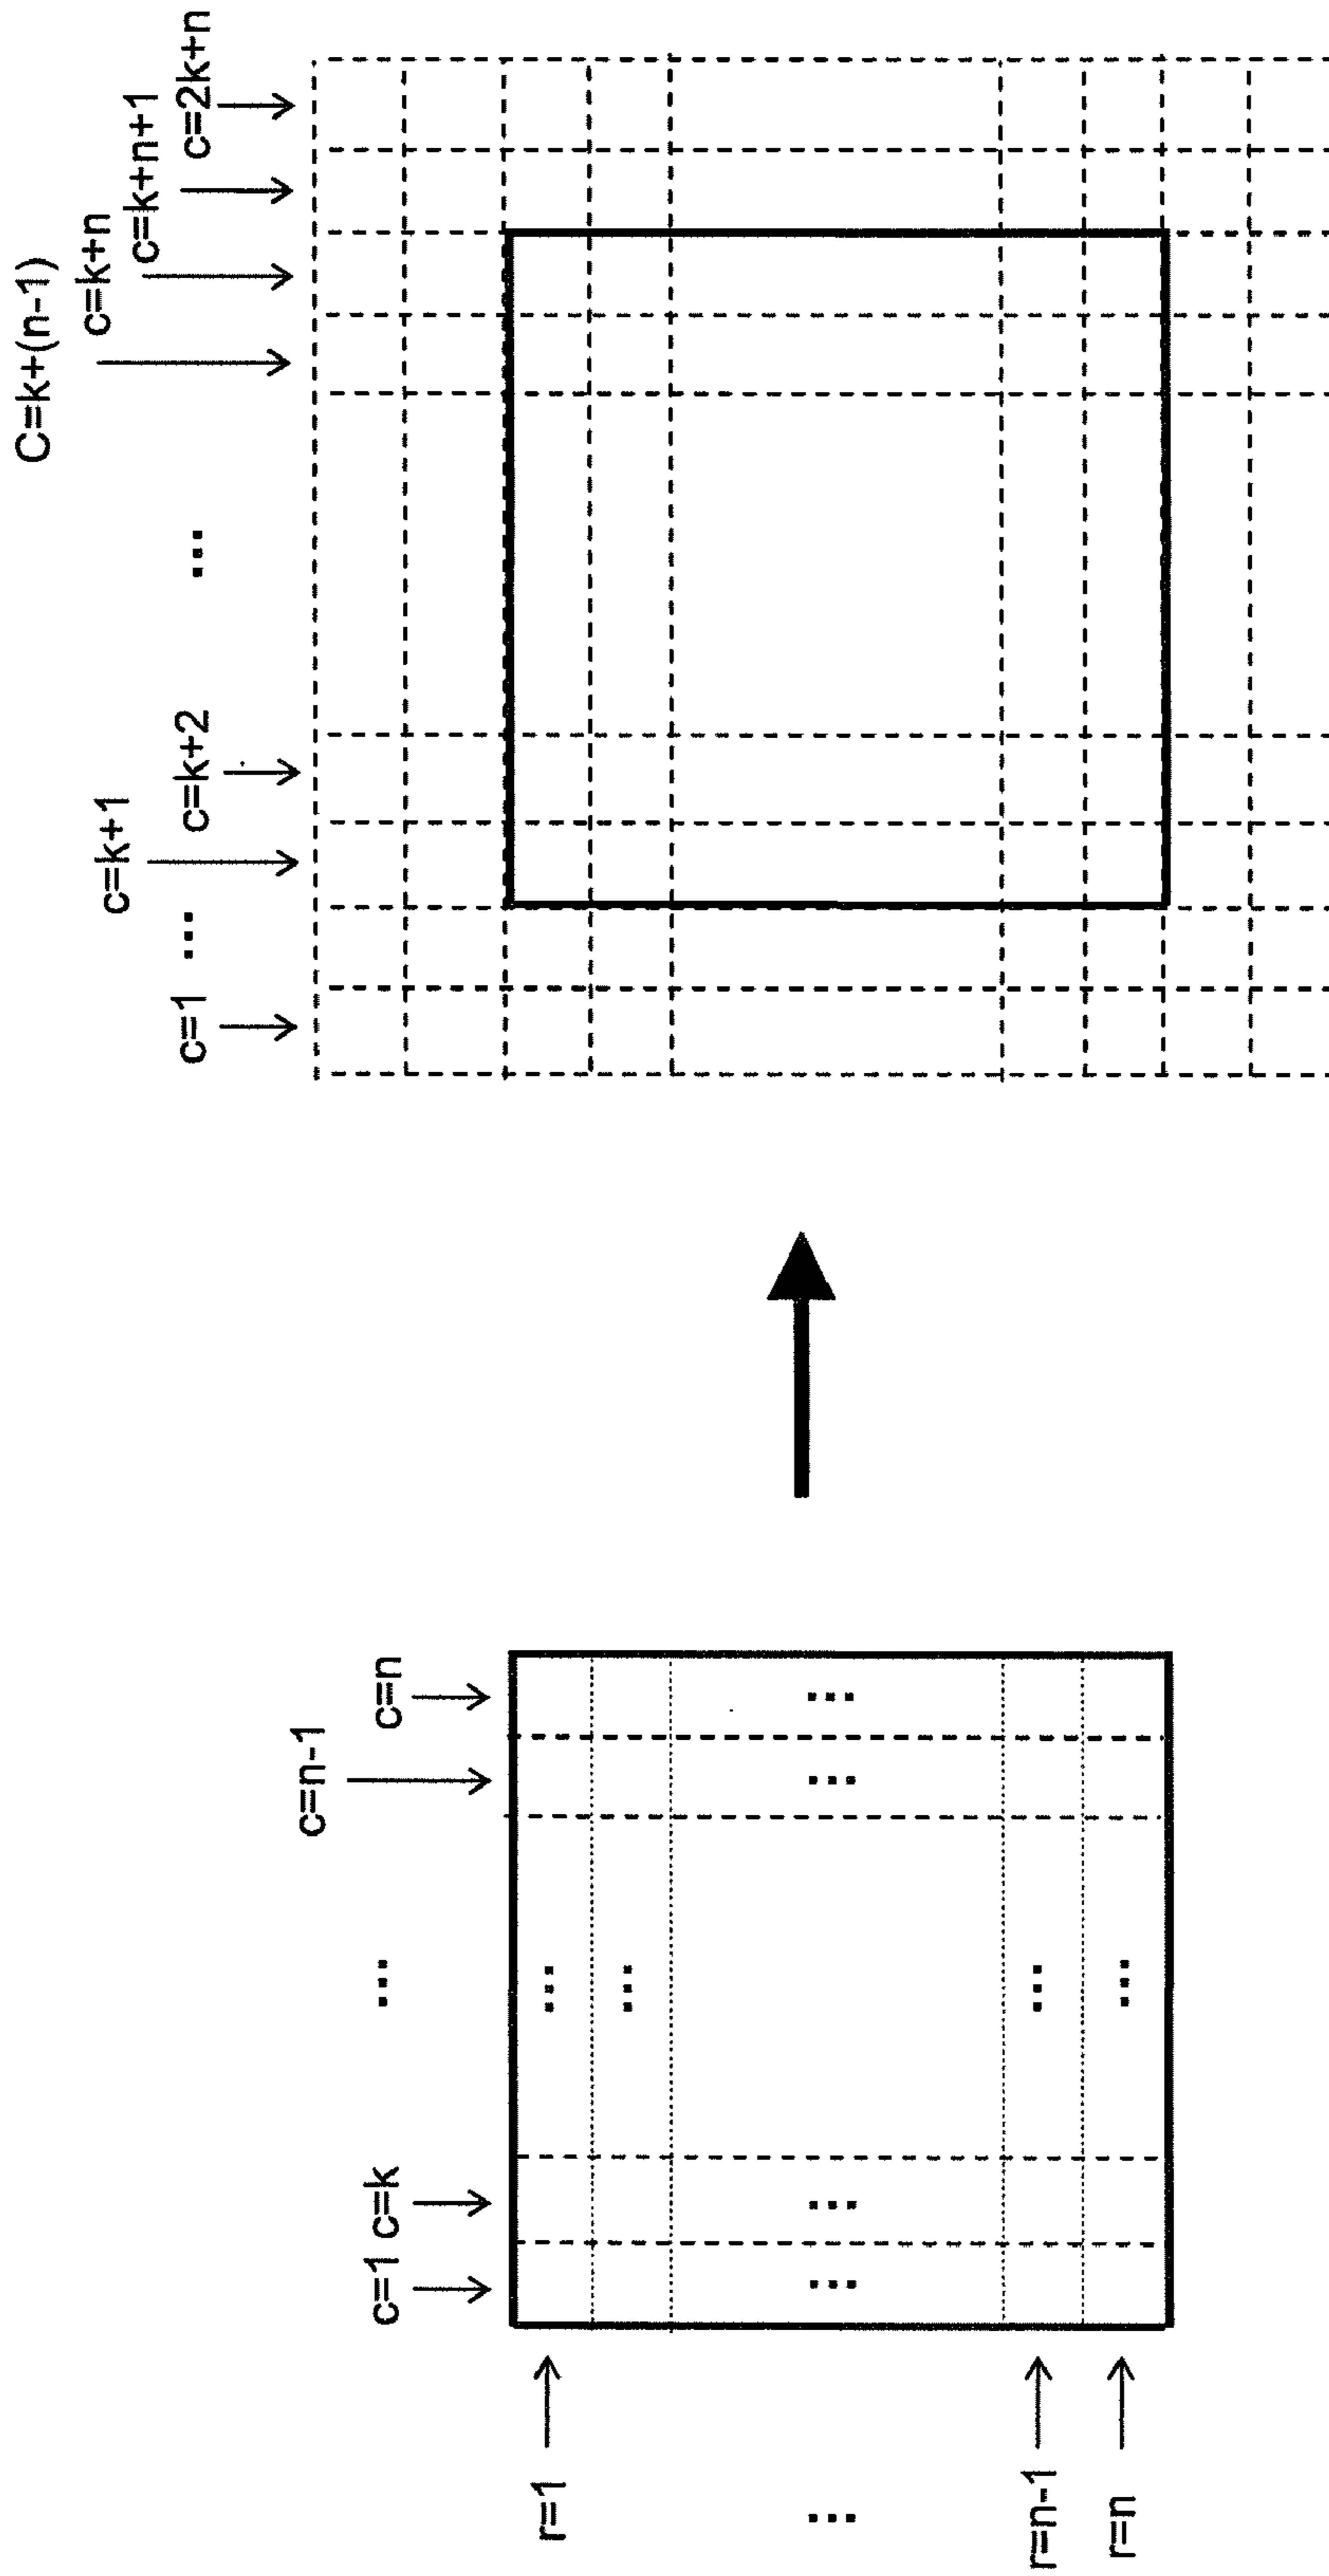 c=1 c=k ... c=n-1 c=n
r=1
...
...
...
r=n-1
...
r=n
...
... ... ... ...
C=k+(n-1)
c=k+n
c=k+1
c=k+n+1
c=1 ... c=k+2 ... c=2k+n